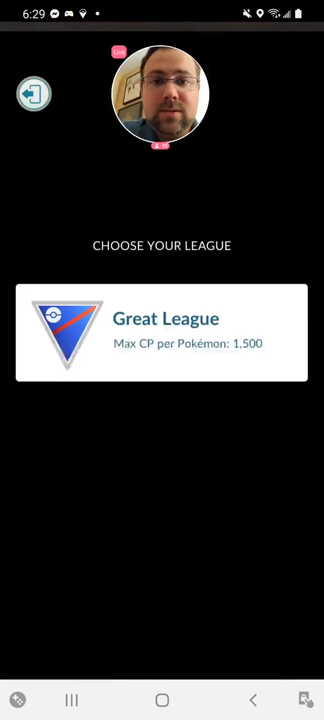 6:29
Live
CHOOSE YOUR LEAGUE
Great League
Max CP per Pokémon: 1,500